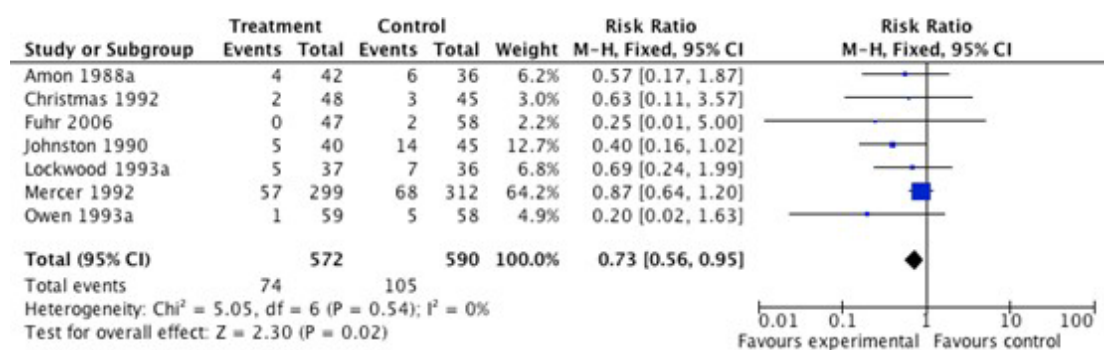 Treatment Control Risk Ratio Risk Ratio
Study or Subgroup Events Total Events Total Weight M-H, Fixed, 95% CI M-H, Fixed, 95% CI
Amon 1988a 4 42 6 36 6.2% 0.57 [0.17, 1.87]
Christmas 1992 2 48 3 45 3.0% 0.63 [0.11, 3.57]
Fuhr 2006 0 47 2 58 2.2% 0.25 [0.01, 5.00]
Johnston 1990 5 40 14 45 12.7% 0.40 [0.16, 1.02]
Lockwood 1993a 5 37 7 36 6.8% 0.69 [0.24, 1.99]
Mercer 1992 57 299 68 312 64.2% 0.87 [0.64, 1.20]
Owen 1993a 1 59 5 58 4.9% 0.20 [0.02, 1.63]
Total (95% CI) 572 590 100.0% 0.73 [0.56, 0.95]
Total events 74 105
Heterogeneity: Chi² = 5.05, df = 6 (P = 0.54); I² = 0%
Test for overall effect: Z = 2.30 (P = 0.02)
0.01 0.1 1 10 100
Favours experimental Favours control